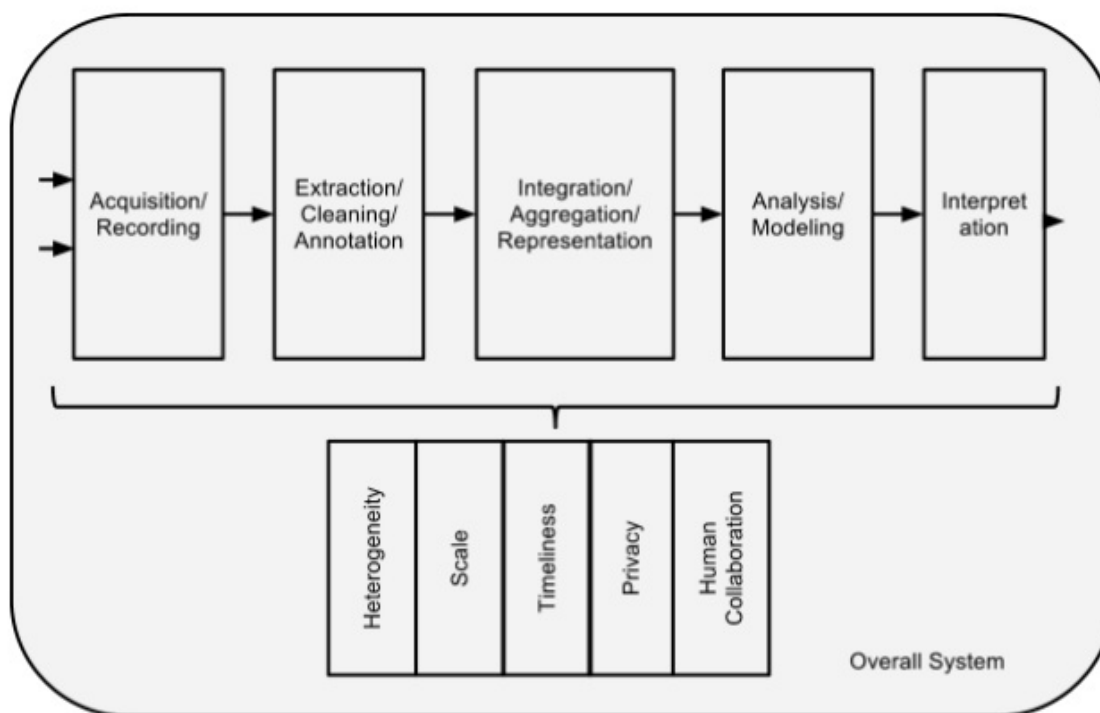 Acquisition/
Recording
Extraction/
Cleaning/
Annotation
Integration/
Aggregation/
Representation
Analysis/
Modeling
Interpret
ation
Heterogeneity
Scale
Timeliness
Privacy
Human
Collaboration
Overall System